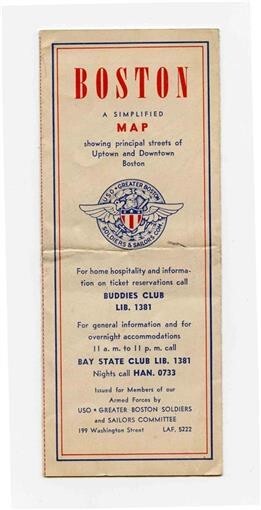 BOSTON
A SIMPLIFIED
MAP
showing principal streets of
Uptown and Downtown
Boston
U·S·O ★ GREATER BOSTON
SOLDIERS & SAILORS COM.
For home hospitality and informa-
tion on ticket reservations call
BUDDIES CLUB
LIB. 1381
For general information and for
overnight accommodations
11 a. m. to 11 p. m. call
BAY STATE CLUB LIB. 1381
Nights call HAN. 0733
Issued for Members of our
Armed Forces by
USO ★ GREATER BOSTON SOLDIERS
and SAILORS COMMITTEE
199 Washington Street LAF. 5222